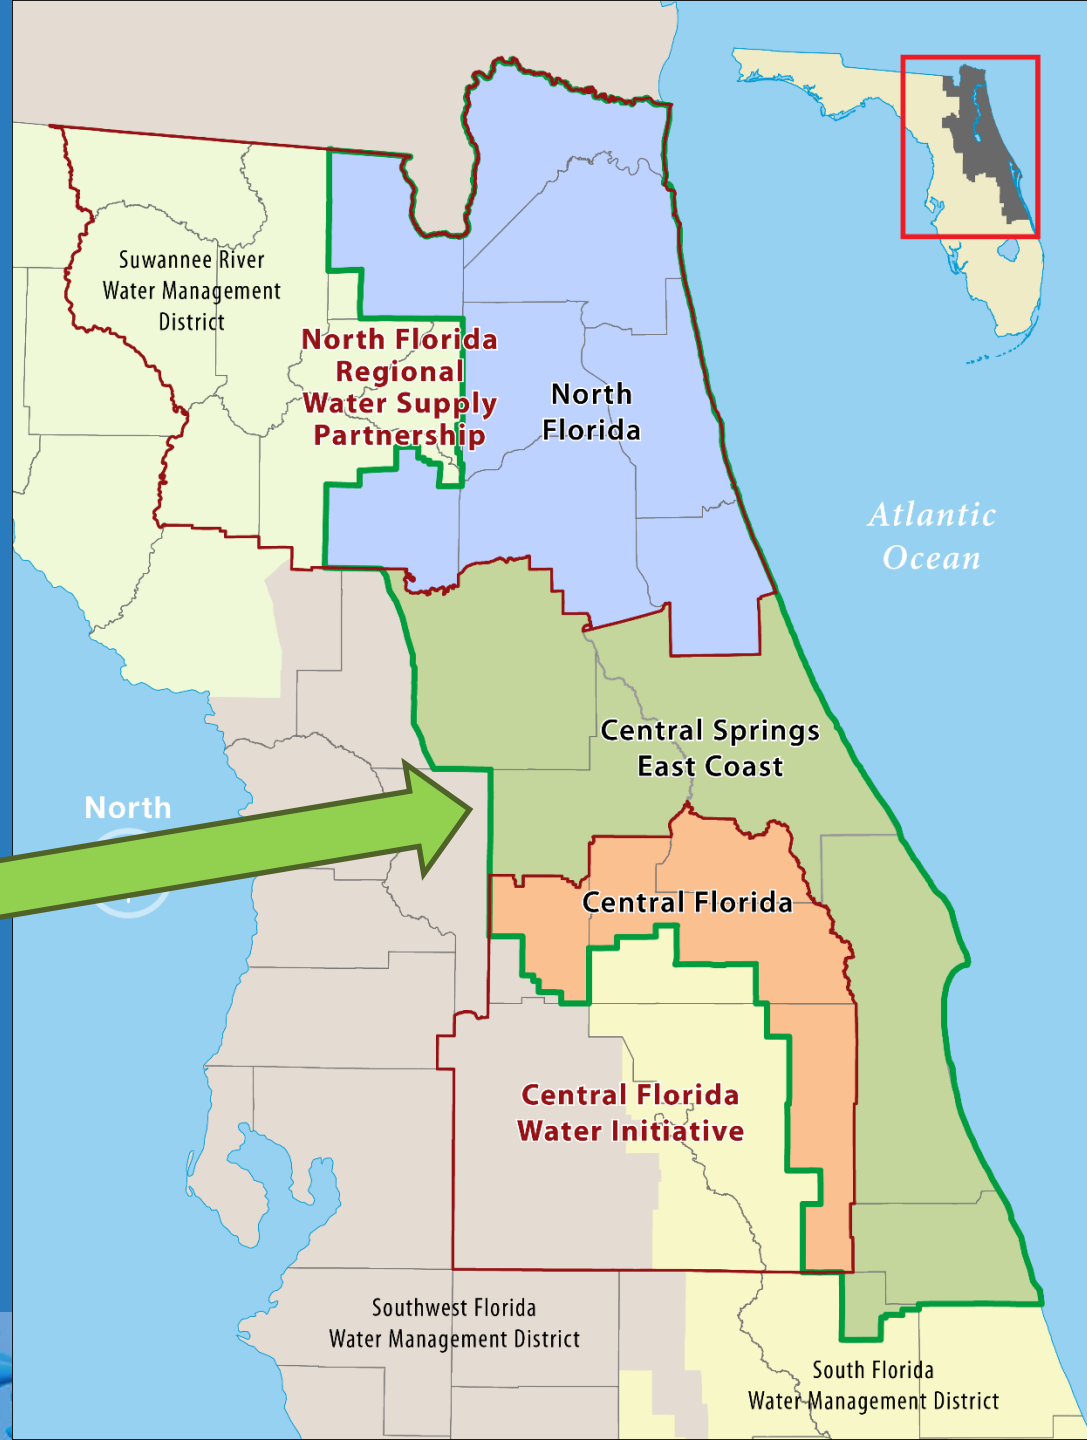 Suwannee River
Water Management
District
North Florida
Regional
Water Supply
Partnership
North
Florida
Atlantic
Ocean
Central Springs
East Coast
North
Central Florida
Central Florida
Water Initiative
Southwest Florida
Water Management District
South Florida
Water Management District